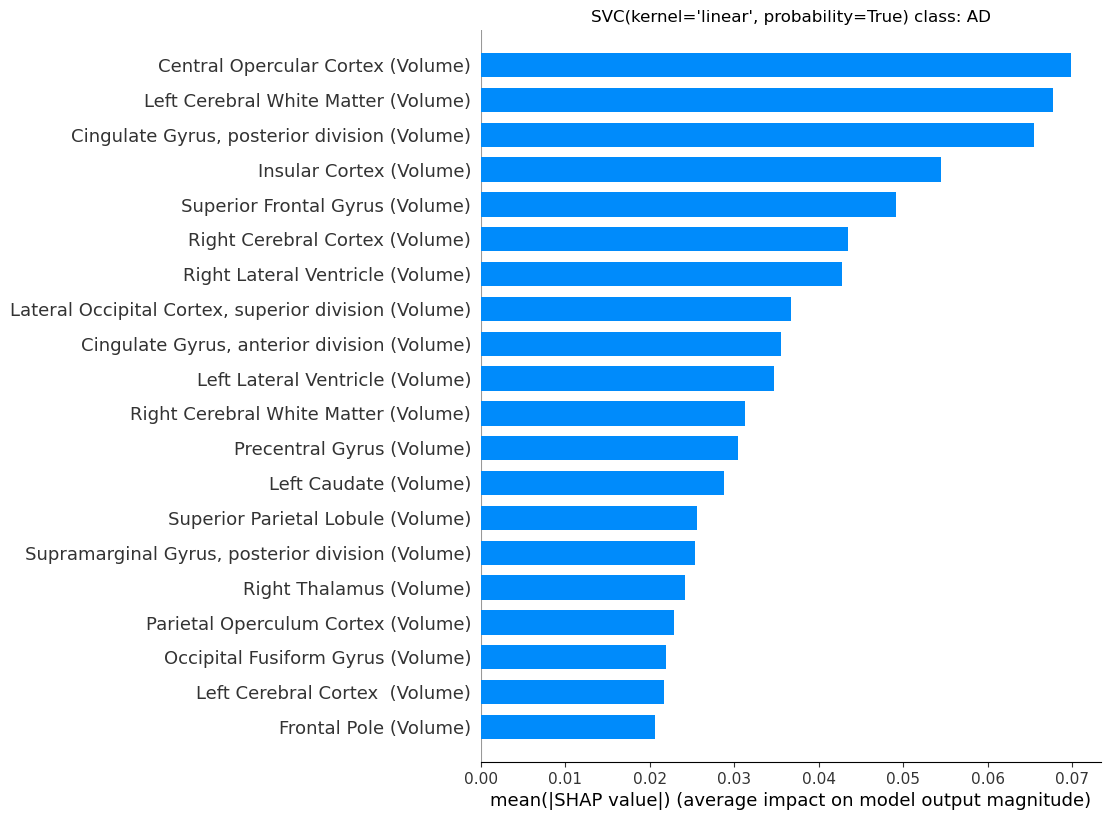 SVC(kernel='linear', probability=True) class: AD
Central Opercular Cortex (Volume)
Left Cerebral White Matter (Volume)
Cingulate Gyrus, posterior division (Volume)
Insular Cortex (Volume)
Superior Frontal Gyrus (Volume)
Right Cerebral Cortex (Volume)
Right Lateral Ventricle (Volume)
Lateral Occipital Cortex, superior division (Volume)
Cingulate Gyrus, anterior division (Volume)
Left Lateral Ventricle (Volume)
Right Cerebral White Matter (Volume)
Precentral Gyrus (Volume)
Left Caudate (Volume)
Superior Parietal Lobule (Volume)
Supramarginal Gyrus, posterior division (Volume)
Right Thalamus (Volume)
Parietal Operculum Cortex (Volume)
Occipital Fusiform Gyrus (Volume)
Left Cerebral Cortex  (Volume)
Frontal Pole (Volume)
0.00 0.01 0.02 0.03 0.04 0.05 0.06 0.07
mean(|SHAP value|) (average impact on model output magnitude)